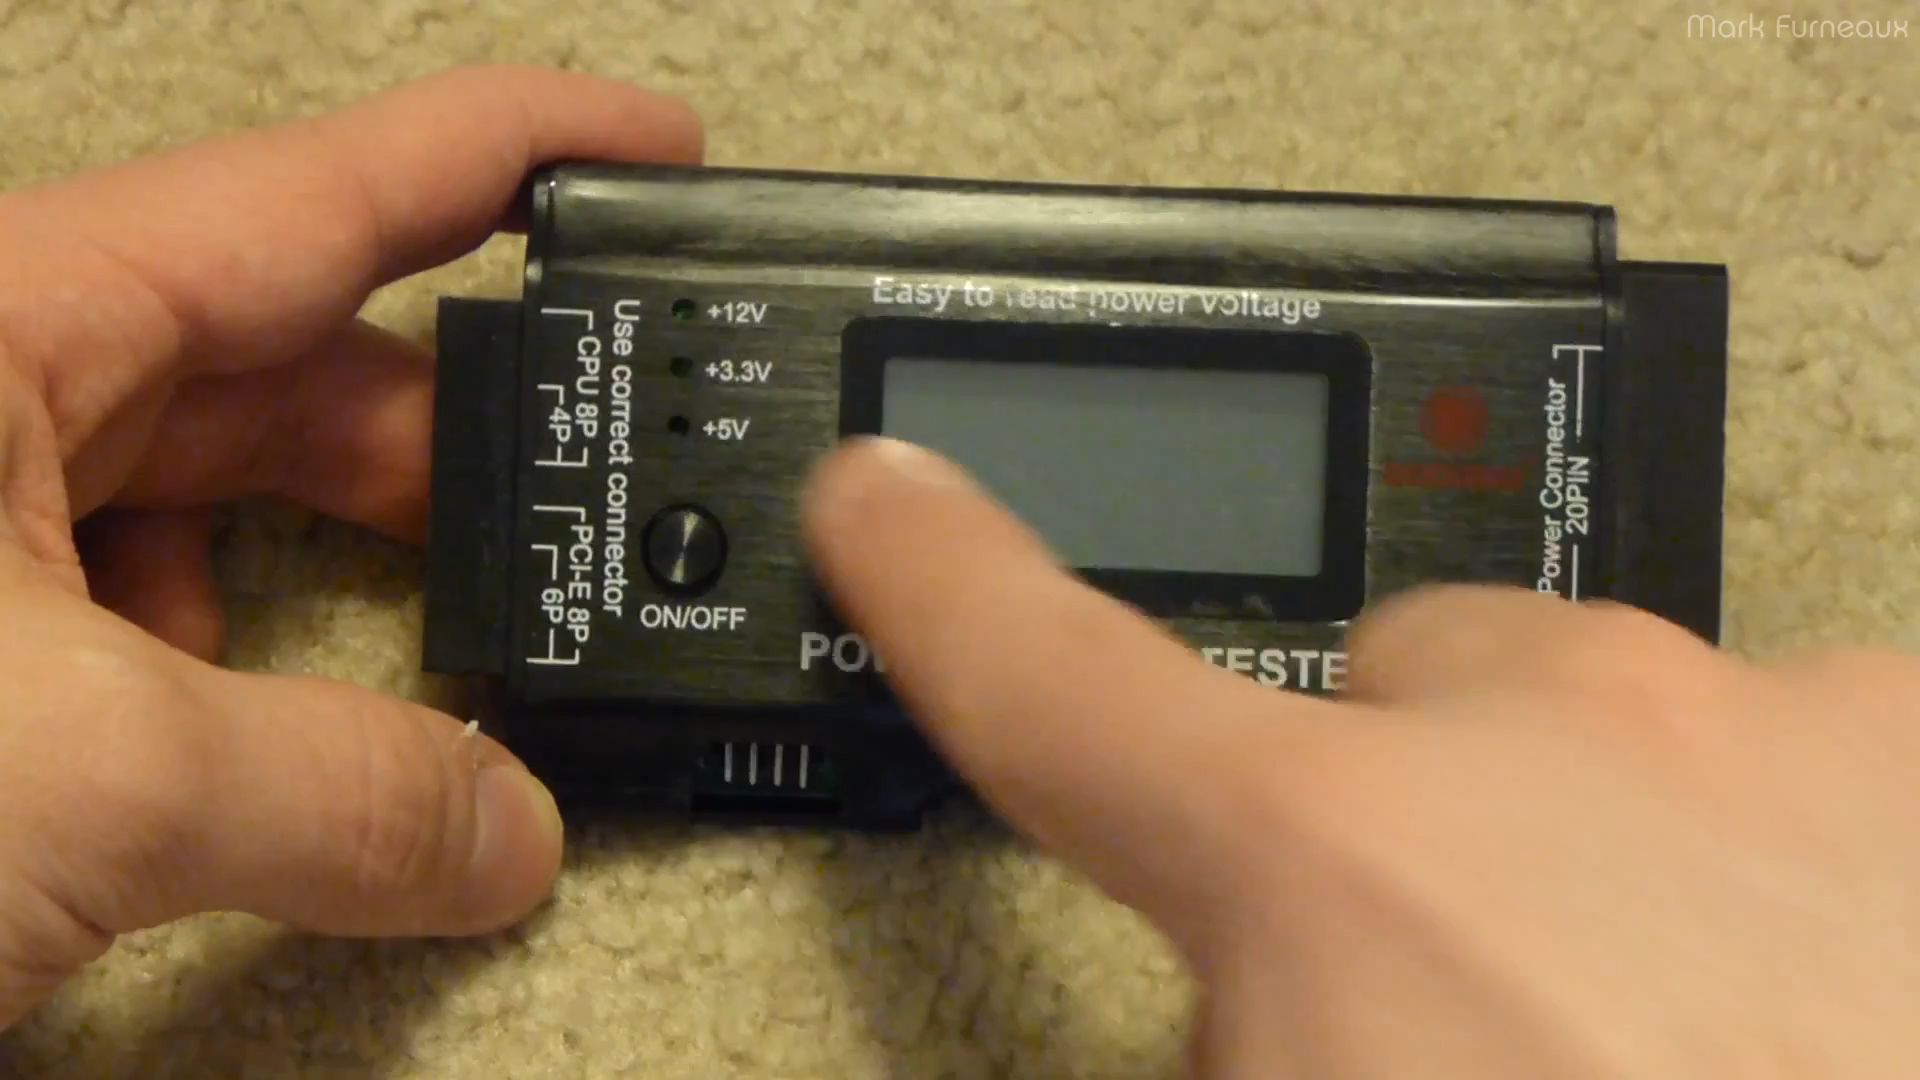 Mark Furneaux
Easy to read power voltage
+12V
+3.3V
+5V
Use correct connector
CPU 8P
4P
PCI-E 8P
6P
ON/OFF
Power Connector
20PIN